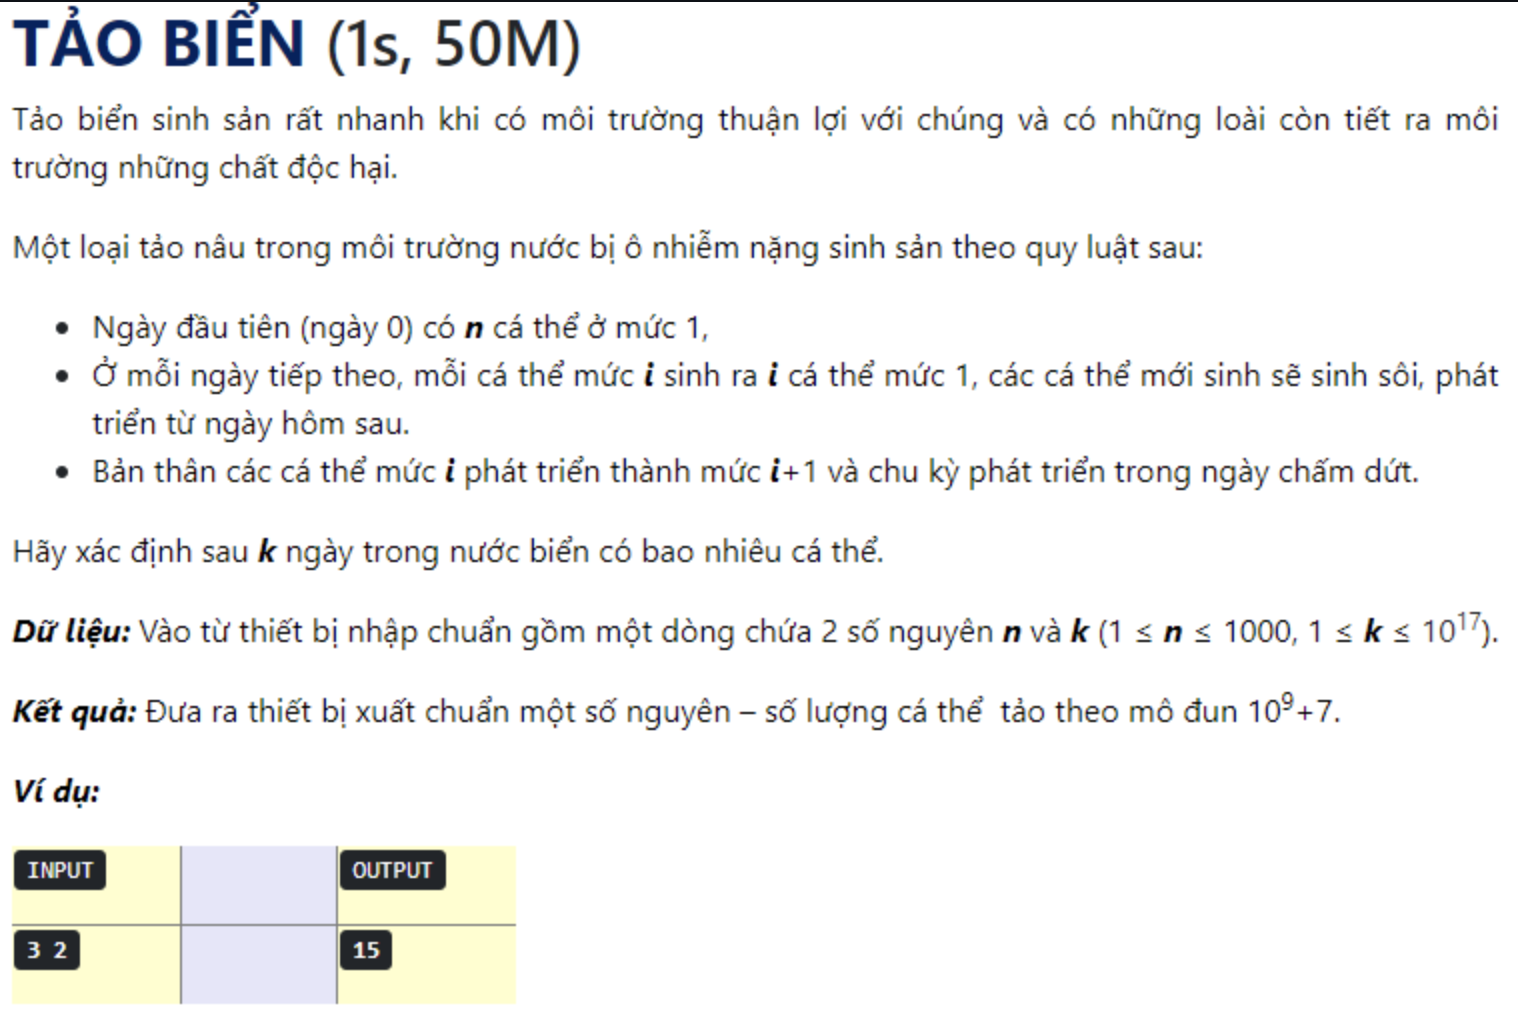 TẢO BIỂN (1s, 50M)
Tảo biển sinh sản rất nhanh khi có môi trường thuận lợi với chúng và có những loài còn tiết ra môi
trường những chất độc hại.
Một loại tảo nâu trong môi trường nước bị ô nhiễm nặng sinh sản theo quy luật sau:
• Ngày đầu tiên (ngày 0) có n cá thể ở mức 1,
• Ở mỗi ngày tiếp theo, mỗi cá thể mức i sinh ra i cá thể mức 1, các cá thể mới sinh sẽ sinh sôi, phát
triển từ ngày hôm sau.
• Bản thân các cá thể mức i phát triển thành mức i+1 và chu kỳ phát triển trong ngày chấm dứt.
Hãy xác định sau k ngày trong nước biển có bao nhiêu cá thể.
Dữ liệu: Vào từ thiết bị nhập chuẩn gồm một dòng chứa 2 số nguyên n và k (1 ≤ n ≤ 1000, 1 ≤ k ≤ 10¹⁷).
Kết quả: Đưa ra thiết bị xuất chuẩn một số nguyên – số lượng cá thể tảo theo mô đun 10⁹+7.
Ví dụ:
INPUT OUTPUT
3 2 15